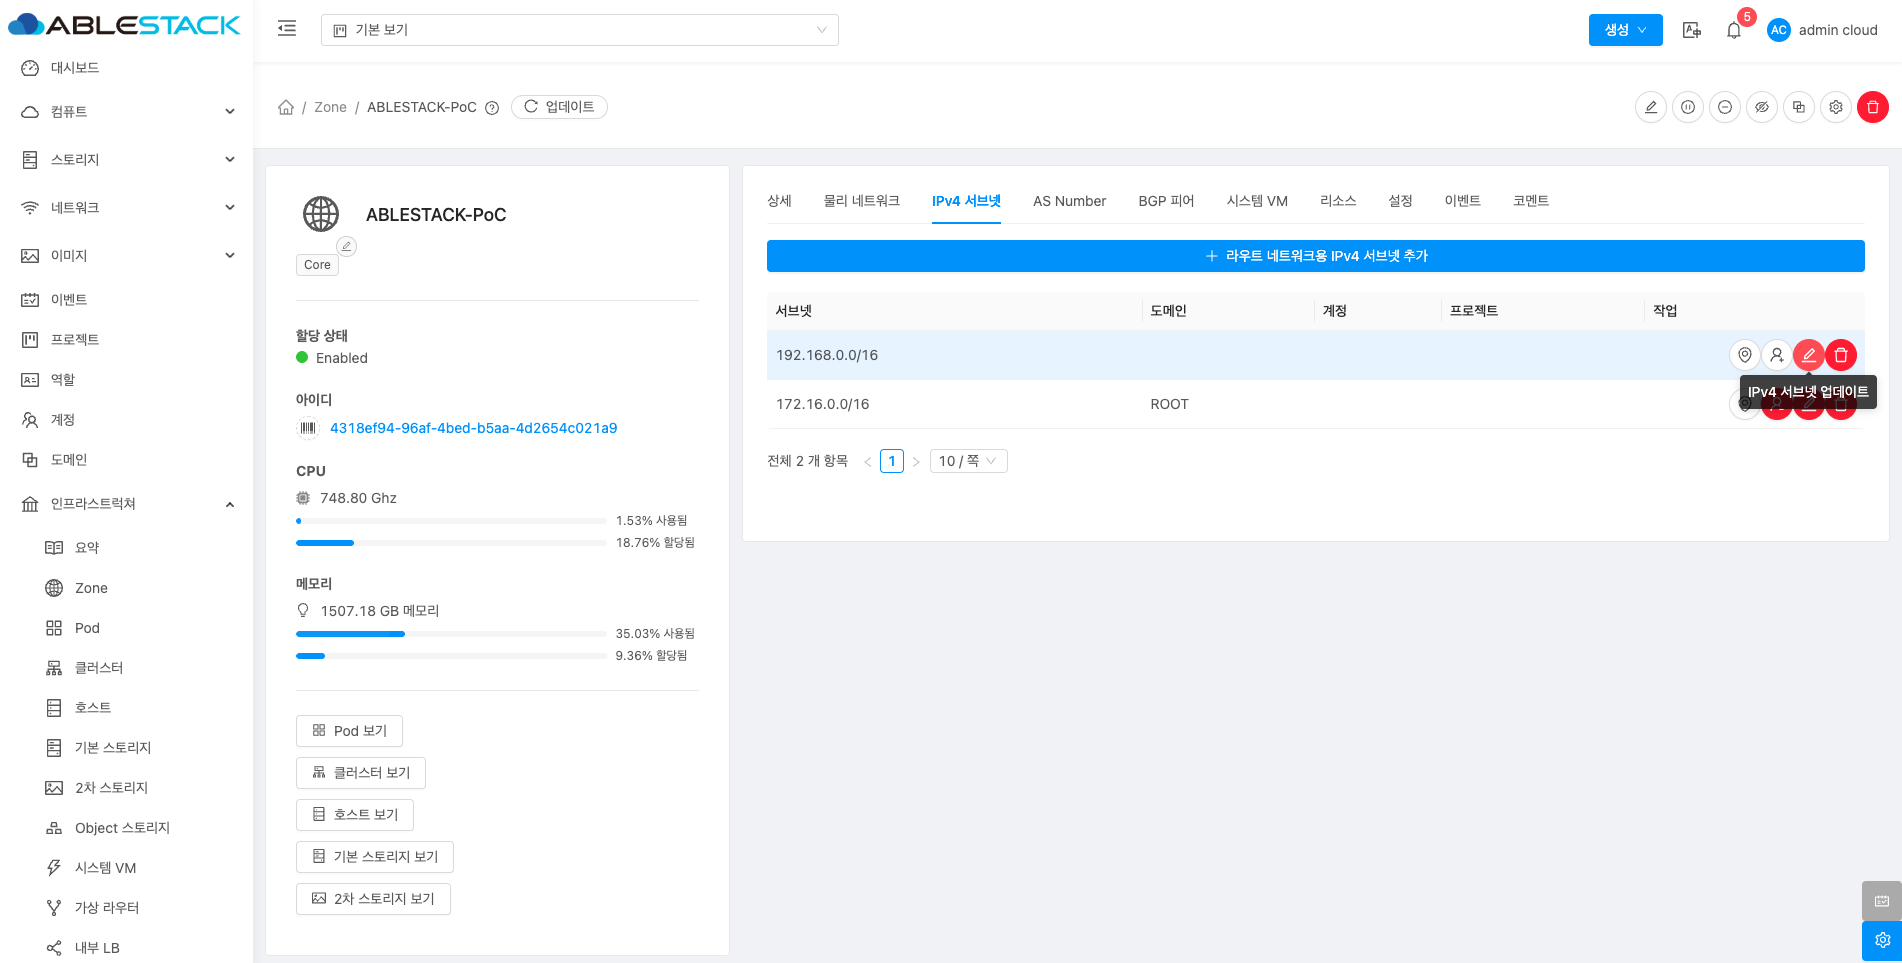 ABLESTACK
기본 보기
생성
5
AC
admin cloud
대시보드
컴퓨트
스토리지
네트워크
이미지
이벤트
프로젝트
역할
계정
도메인
인프라스트럭쳐
요약
Zone
Pod
클러스터
호스트
기본 스토리지
2차 스토리지
Object 스토리지
시스템 VM
가상 라우터
내부 LB
/ Zone / ABLESTACK-PoC
업데이트
ABLESTACK-PoC
Core
할당 상태
Enabled
아이디
4318ef94-96af-4bed-b5aa-4d2654c021a9
CPU
748.80 Ghz
1.53% 사용됨
18.76% 할당됨
메모리
1507.18 GB 메모리
35.03% 사용됨
9.36% 할당됨
Pod 보기
클러스터 보기
호스트 보기
기본 스토리지 보기
2차 스토리지 보기
상세 물리 네트워크 IPv4 서브넷 AS Number BGP 피어 시스템 VM 리소스 설정 이벤트 코멘트
라우트 네트워크용 IPv4 서브넷 추가
서브넷 도메인 계정 프로젝트 작업
192.168.0.0/16
IPv4 서브넷 업데이트
172.16.0.0/16 ROOT
전체 2 개 항목 1 10 / 쪽